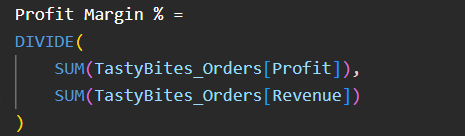 Profit Margin % =
DIVIDE(
    SUM(TastyBites_Orders[Profit]),
    SUM(TastyBites_Orders[Revenue])
)